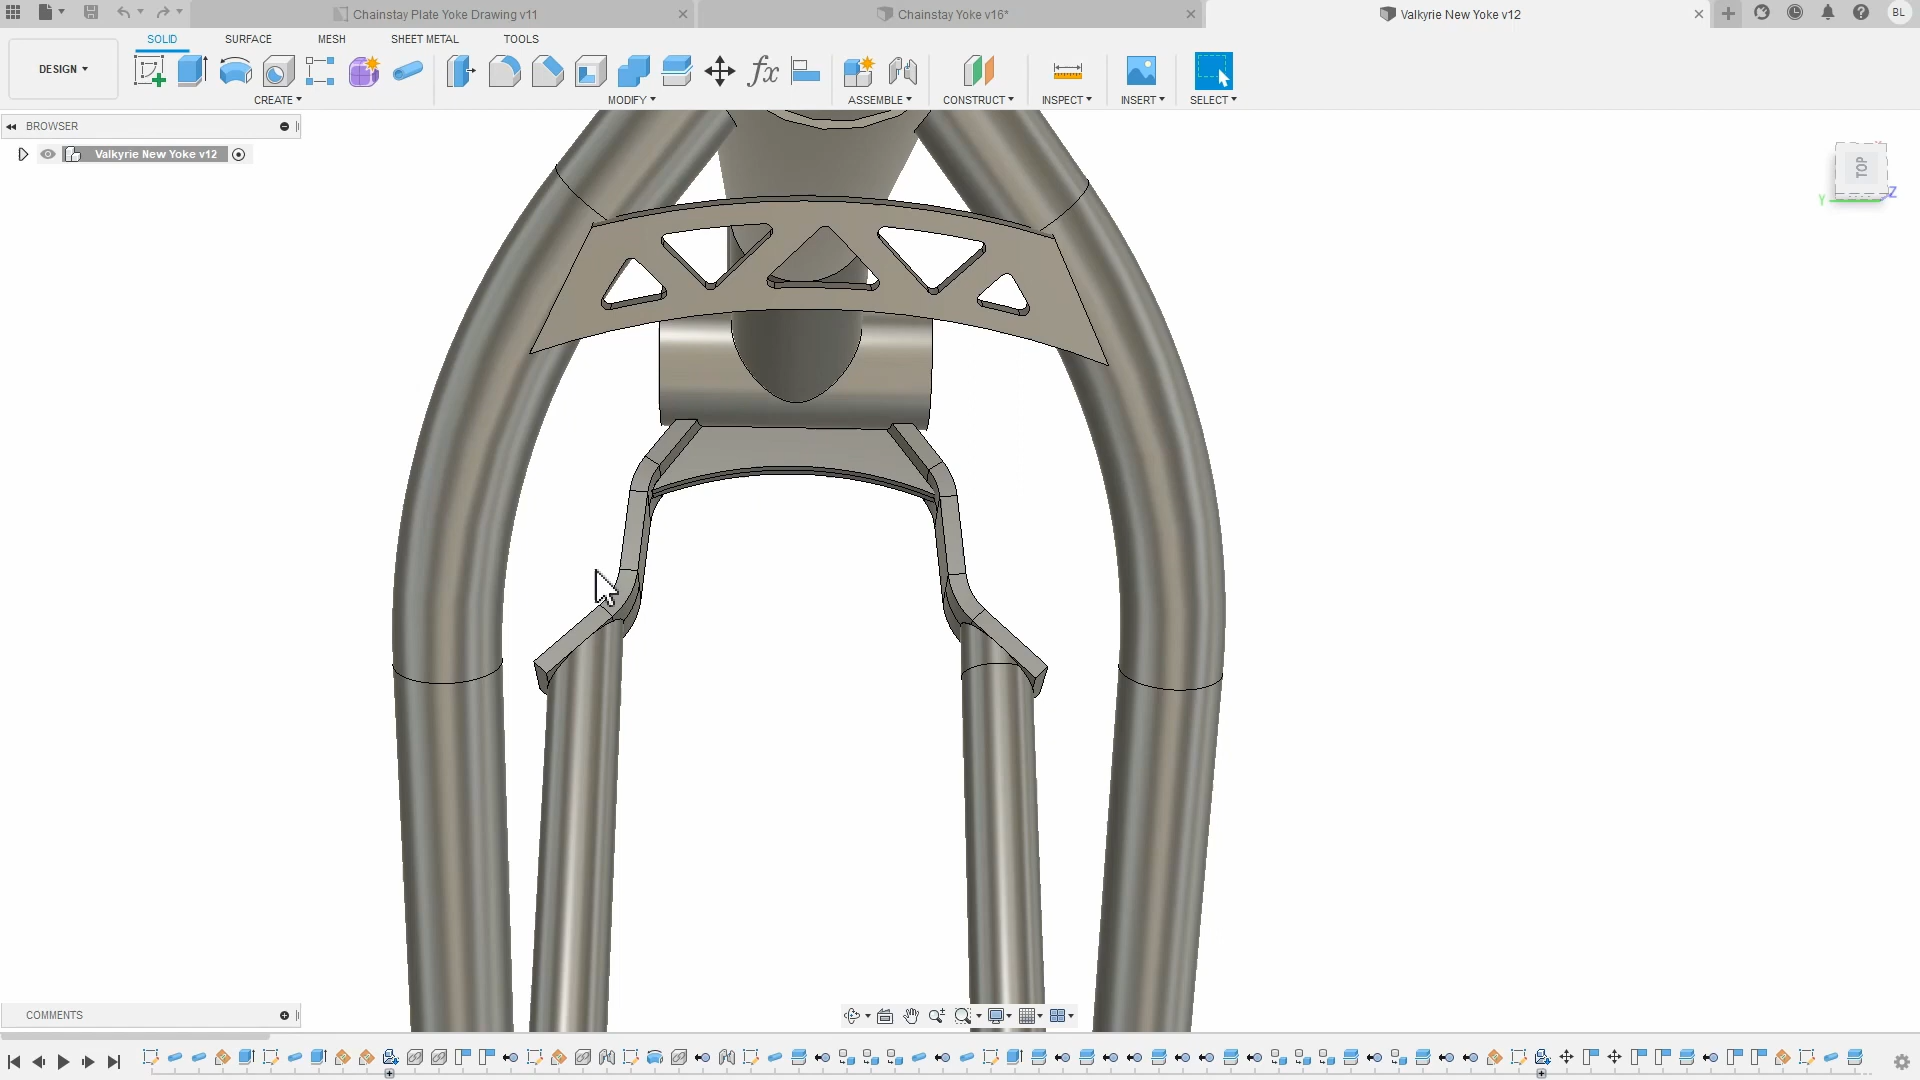 Chainstay Plate Yoke Drawing v11
Chainstay Yoke v16*
Valkyrie New Yoke v12
BL
SOLID SURFACE MESH SHEET METAL TOOLS
DESIGN
CREATE
MODIFY
ASSEMBLE
CONSTRUCT
INSPECT
INSERT
SELECT
fx
BROWSER
Valkyrie New Yoke v12
TOP
Y
Z
COMMENTS